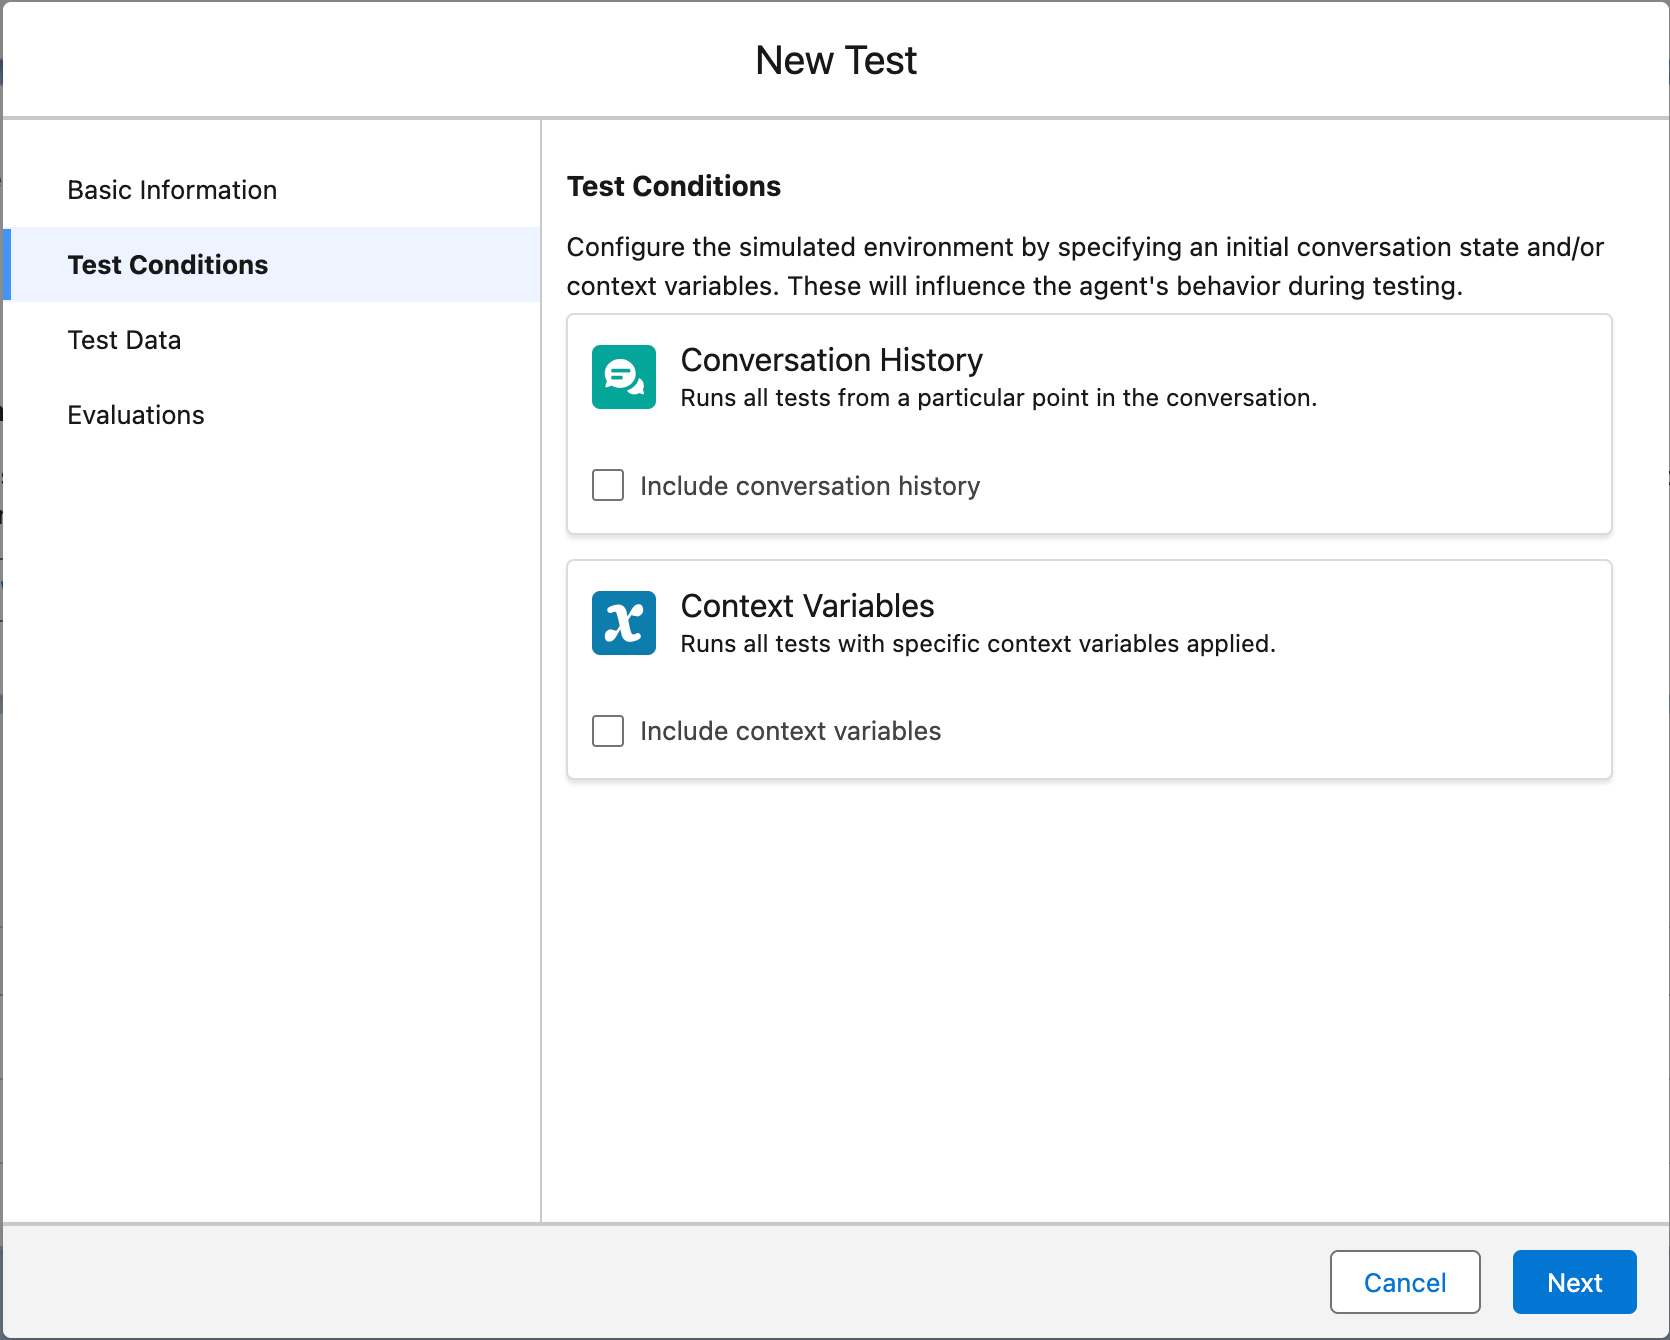 New Test
Basic Information
Test Conditions
Test Data
Evaluations
Test Conditions
Configure the simulated environment by specifying an initial conversation state and/or
context variables. These will influence the agent's behavior during testing.
Conversation History
Runs all tests from a particular point in the conversation.
Include conversation history
Context Variables
Runs all tests with specific context variables applied.
Include context variables
Cancel
Next